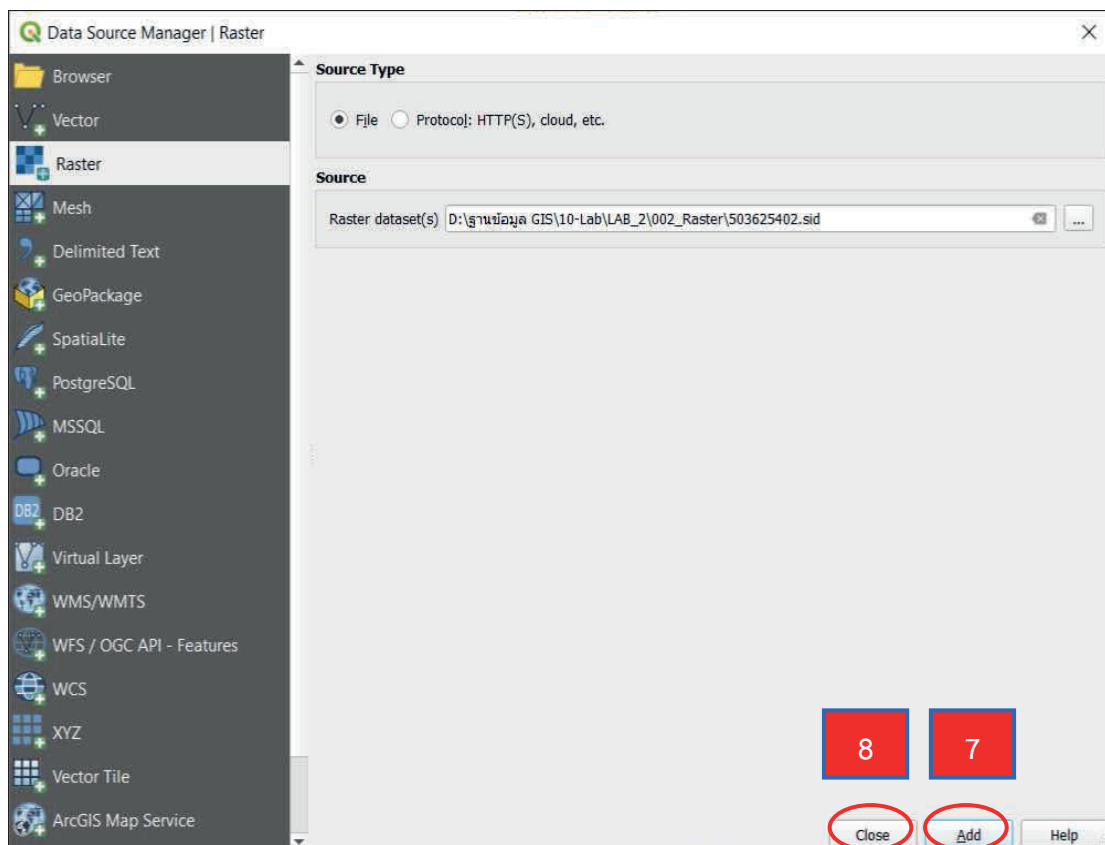 Data Source Manager | Raster
Browser
Vector
Raster
Mesh
Delimited Text
GeoPackage
SpatiaLite
PostgreSQL
MSSQL
Oracle
DB2
DB2
Virtual Layer
WMS/WMTS
WFS / OGC API - Features
WCS
XYZ
Vector Tile
ArcGIS Map Service
Source Type
File Protocol: HTTP(S), cloud, etc.
Source
Raster dataset(s) D:\ฐานข้อมูล GIS\10-Lab\LAB_2\002_Raster\503625402.sid ...
8 7
Close Add Help